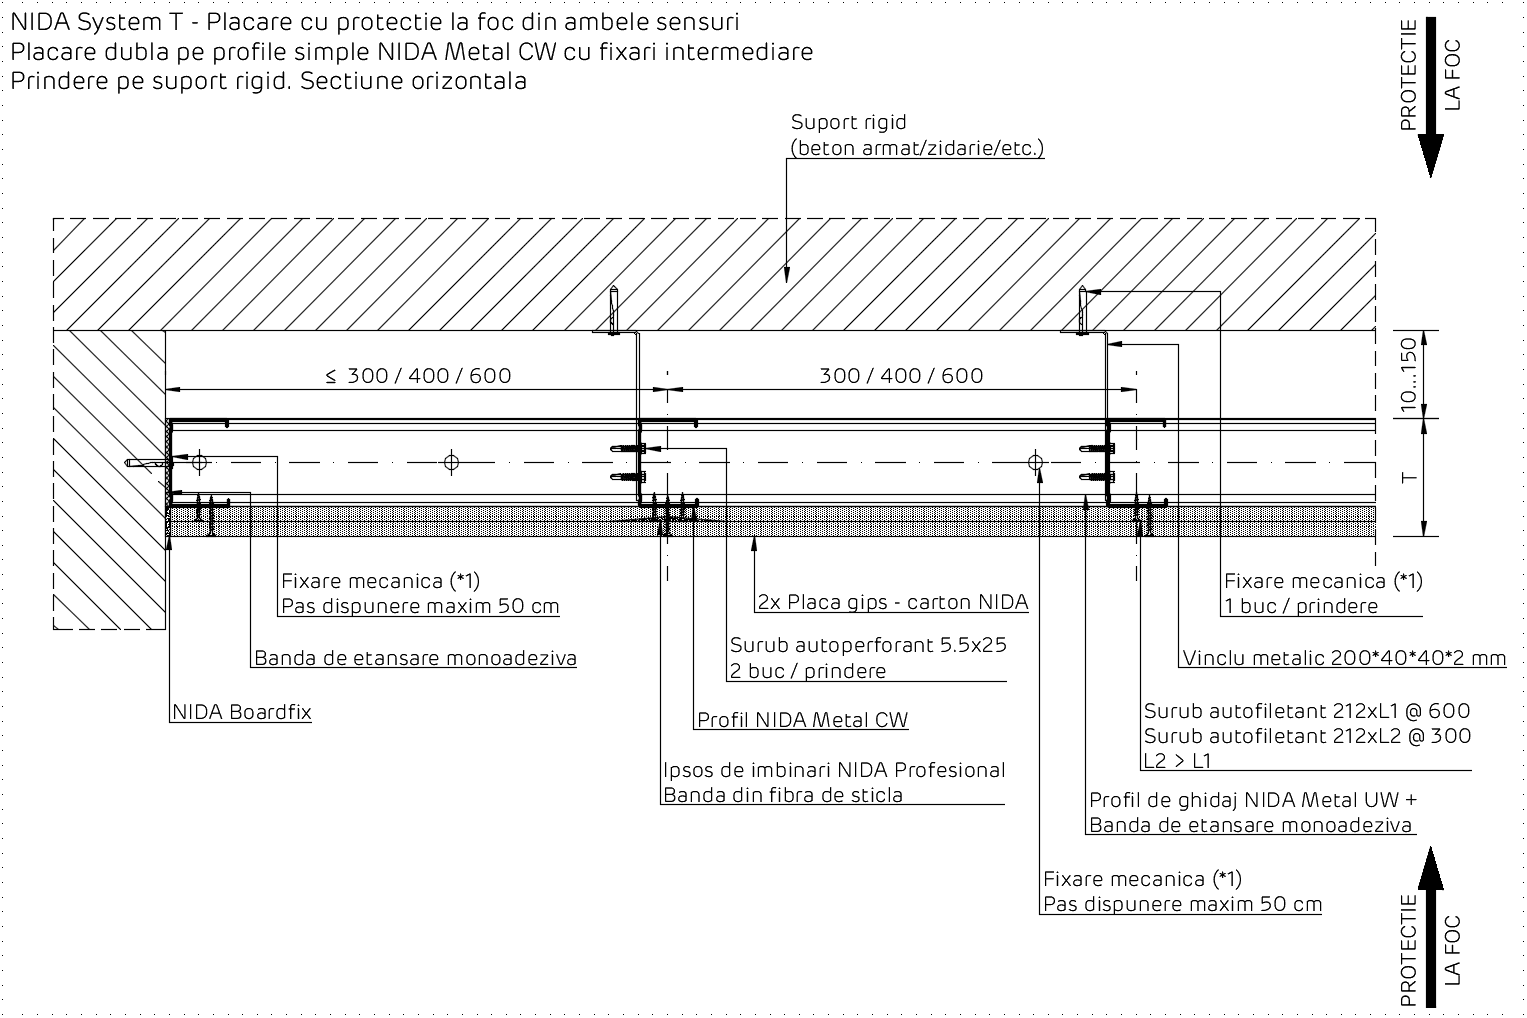 NIDA System T - Placare cu protectie la foc din ambele sensuri
Placare dubla pe profile simple NIDA Metal CW cu fixari intermediare
Prindere pe suport rigid. Sectiune orizontala
PROTECTIE
LA FOC
Suport rigid
(beton armat/zidarie/etc.)
≤ 300 / 400 / 600
300 / 400 / 600
10...150
T
Fixare mecanica (*1)
Pas dispunere maxim 50 cm
Banda de etansare monoadeziva
NIDA Boardfix
2x Placa gips - carton NIDA
Surub autoperforant 5.5x25
2 buc / prindere
Profil NIDA Metal CW
Ipsos de imbinari NIDA Profesional
Banda din fibra de sticla
Fixare mecanica (*1)
1 buc / prindere
Vinclu metalic 200*40*40*2 mm
Surub autofiletant 212xL1 @ 600
Surub autofiletant 212xL2 @ 300
L2 > L1
Profil de ghidaj NIDA Metal UW +
Banda de etansare monoadeziva
Fixare mecanica (*1)
Pas dispunere maxim 50 cm
PROTECTIE
LA FOC